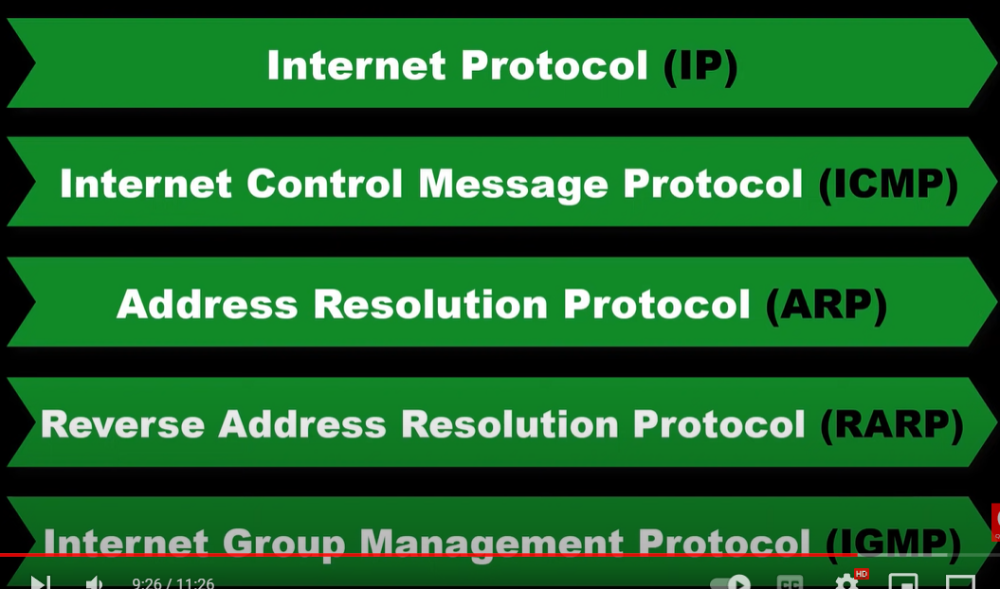 Internet Protocol (IP)
Internet Control Message Protocol (ICMP)
Address Resolution Protocol (ARP)
Reverse Address Resolution Protocol (RARP)
Internet Group Management Protocol (IGMP)
9:26 / 11:26
CC
HD